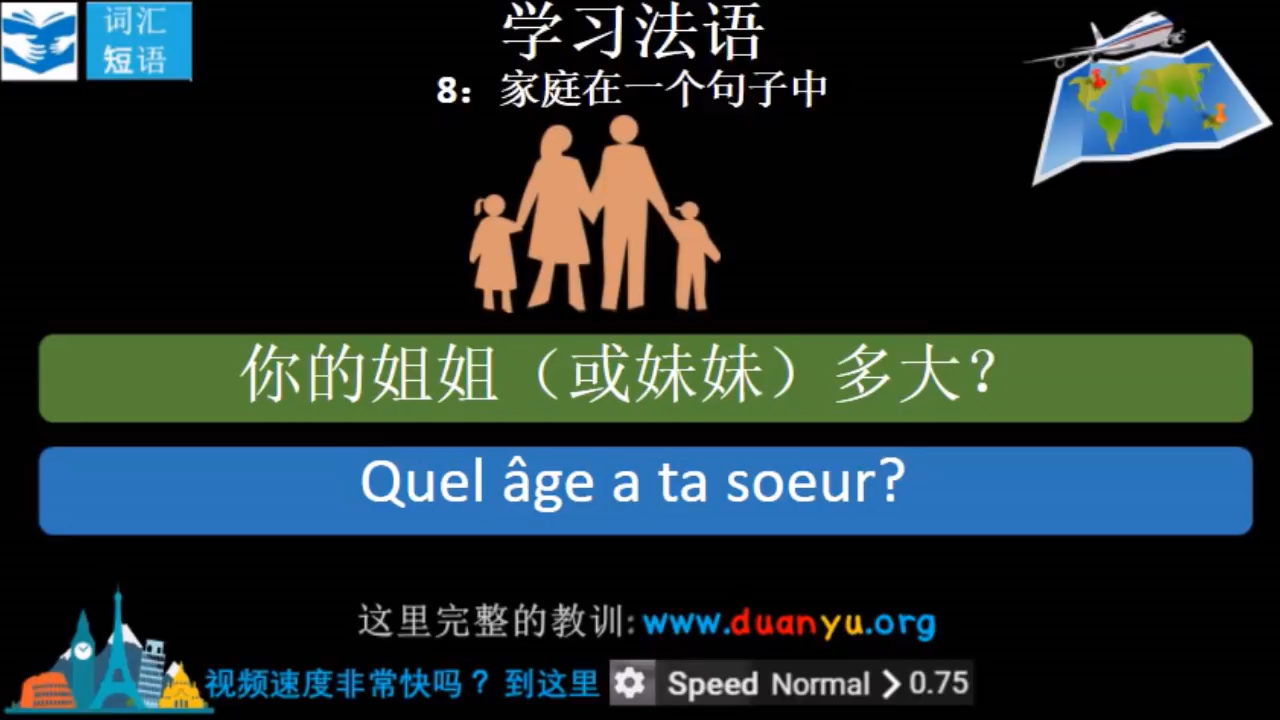 词汇
短语
学习法语
8：家庭在一个句子中
你的姐姐（或妹妹）多大？
Quel âge a ta soeur?
这里完整的教训: www.duanyu.org
视频速度非常快吗？ 到这里 Speed Normal > 0.75